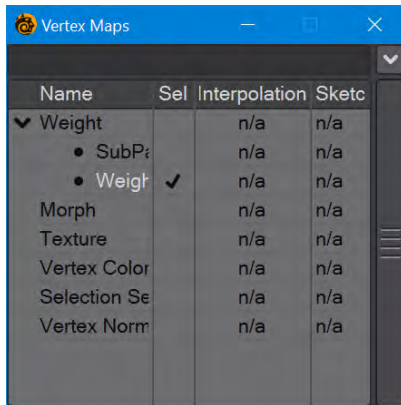 Vertex Maps
Name Sel Interpolation Sketc
Weight n/a n/a
SubPa
Weigh
Morph n/a n/a
Texture n/a n/a
Vertex Color n/a n/a
Selection Se n/a n/a
Vertex Norm n/a n/a